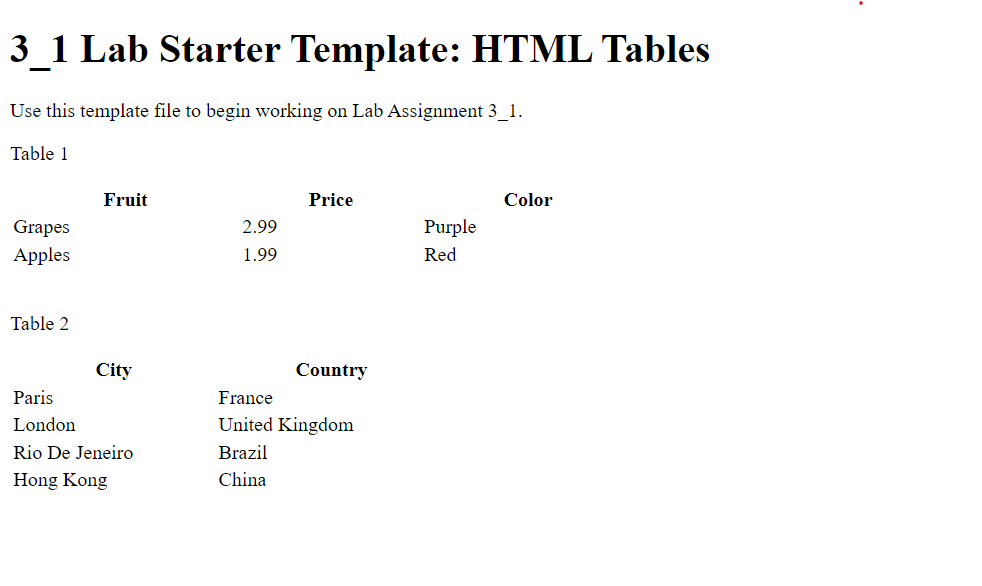 3_1 Lab Starter Template: HTML Tables
Use this template file to begin working on Lab Assignment 3_1.
Table 1
Fruit Price Color
Grapes 2.99 Purple
Apples 1.99 Red
Table 2
City Country
Paris France
London United Kingdom
Rio De Jeneiro Brazil
Hong Kong China